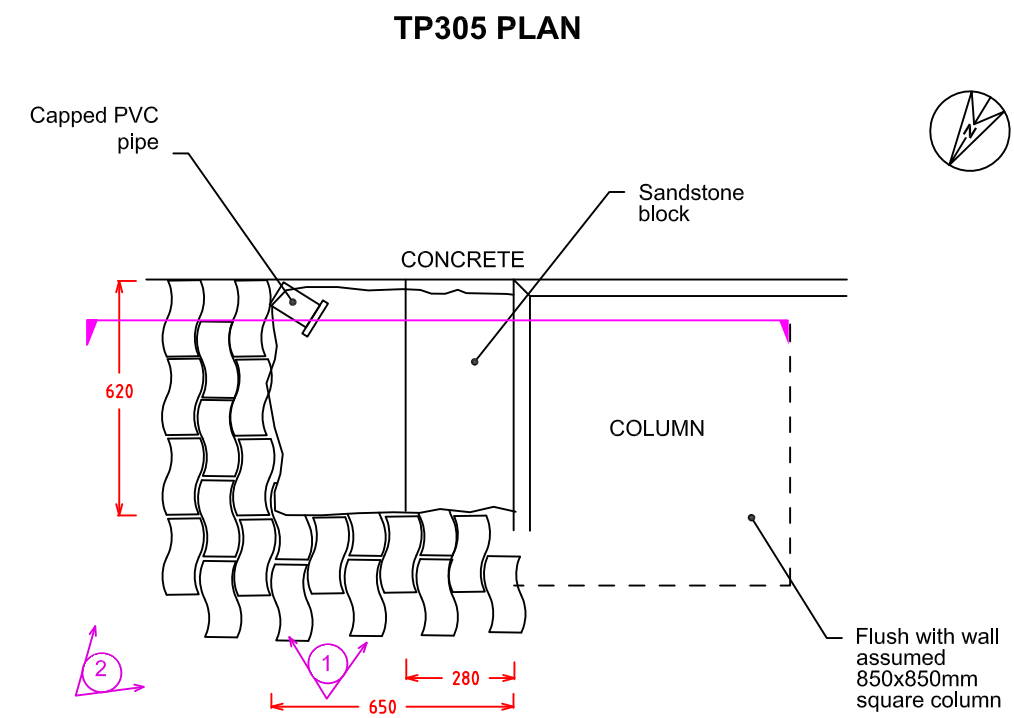 TP305 PLAN
Capped PVC
pipe
N
Sandstone
block
CONCRETE
620
COLUMN
Flush with wall
assumed
850x850mm
square column
1
2
280
650